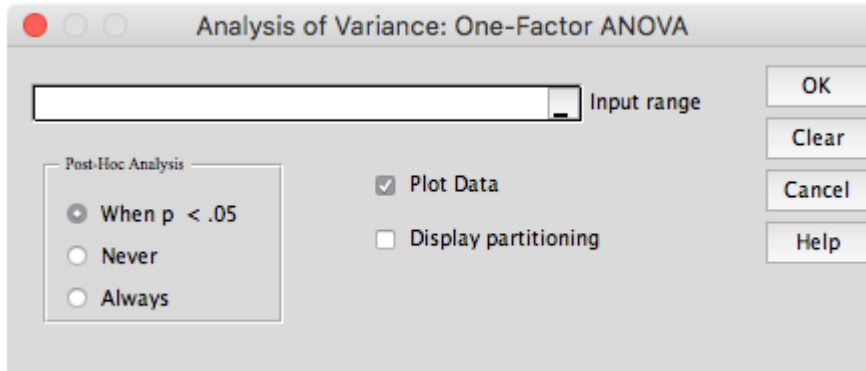 Analysis of Variance: One-Factor ANOVA
Input range
OK
Clear
Cancel
Help
Post-Hoc Analysis
When p < .05
Never
Always
Plot Data
Display partitioning